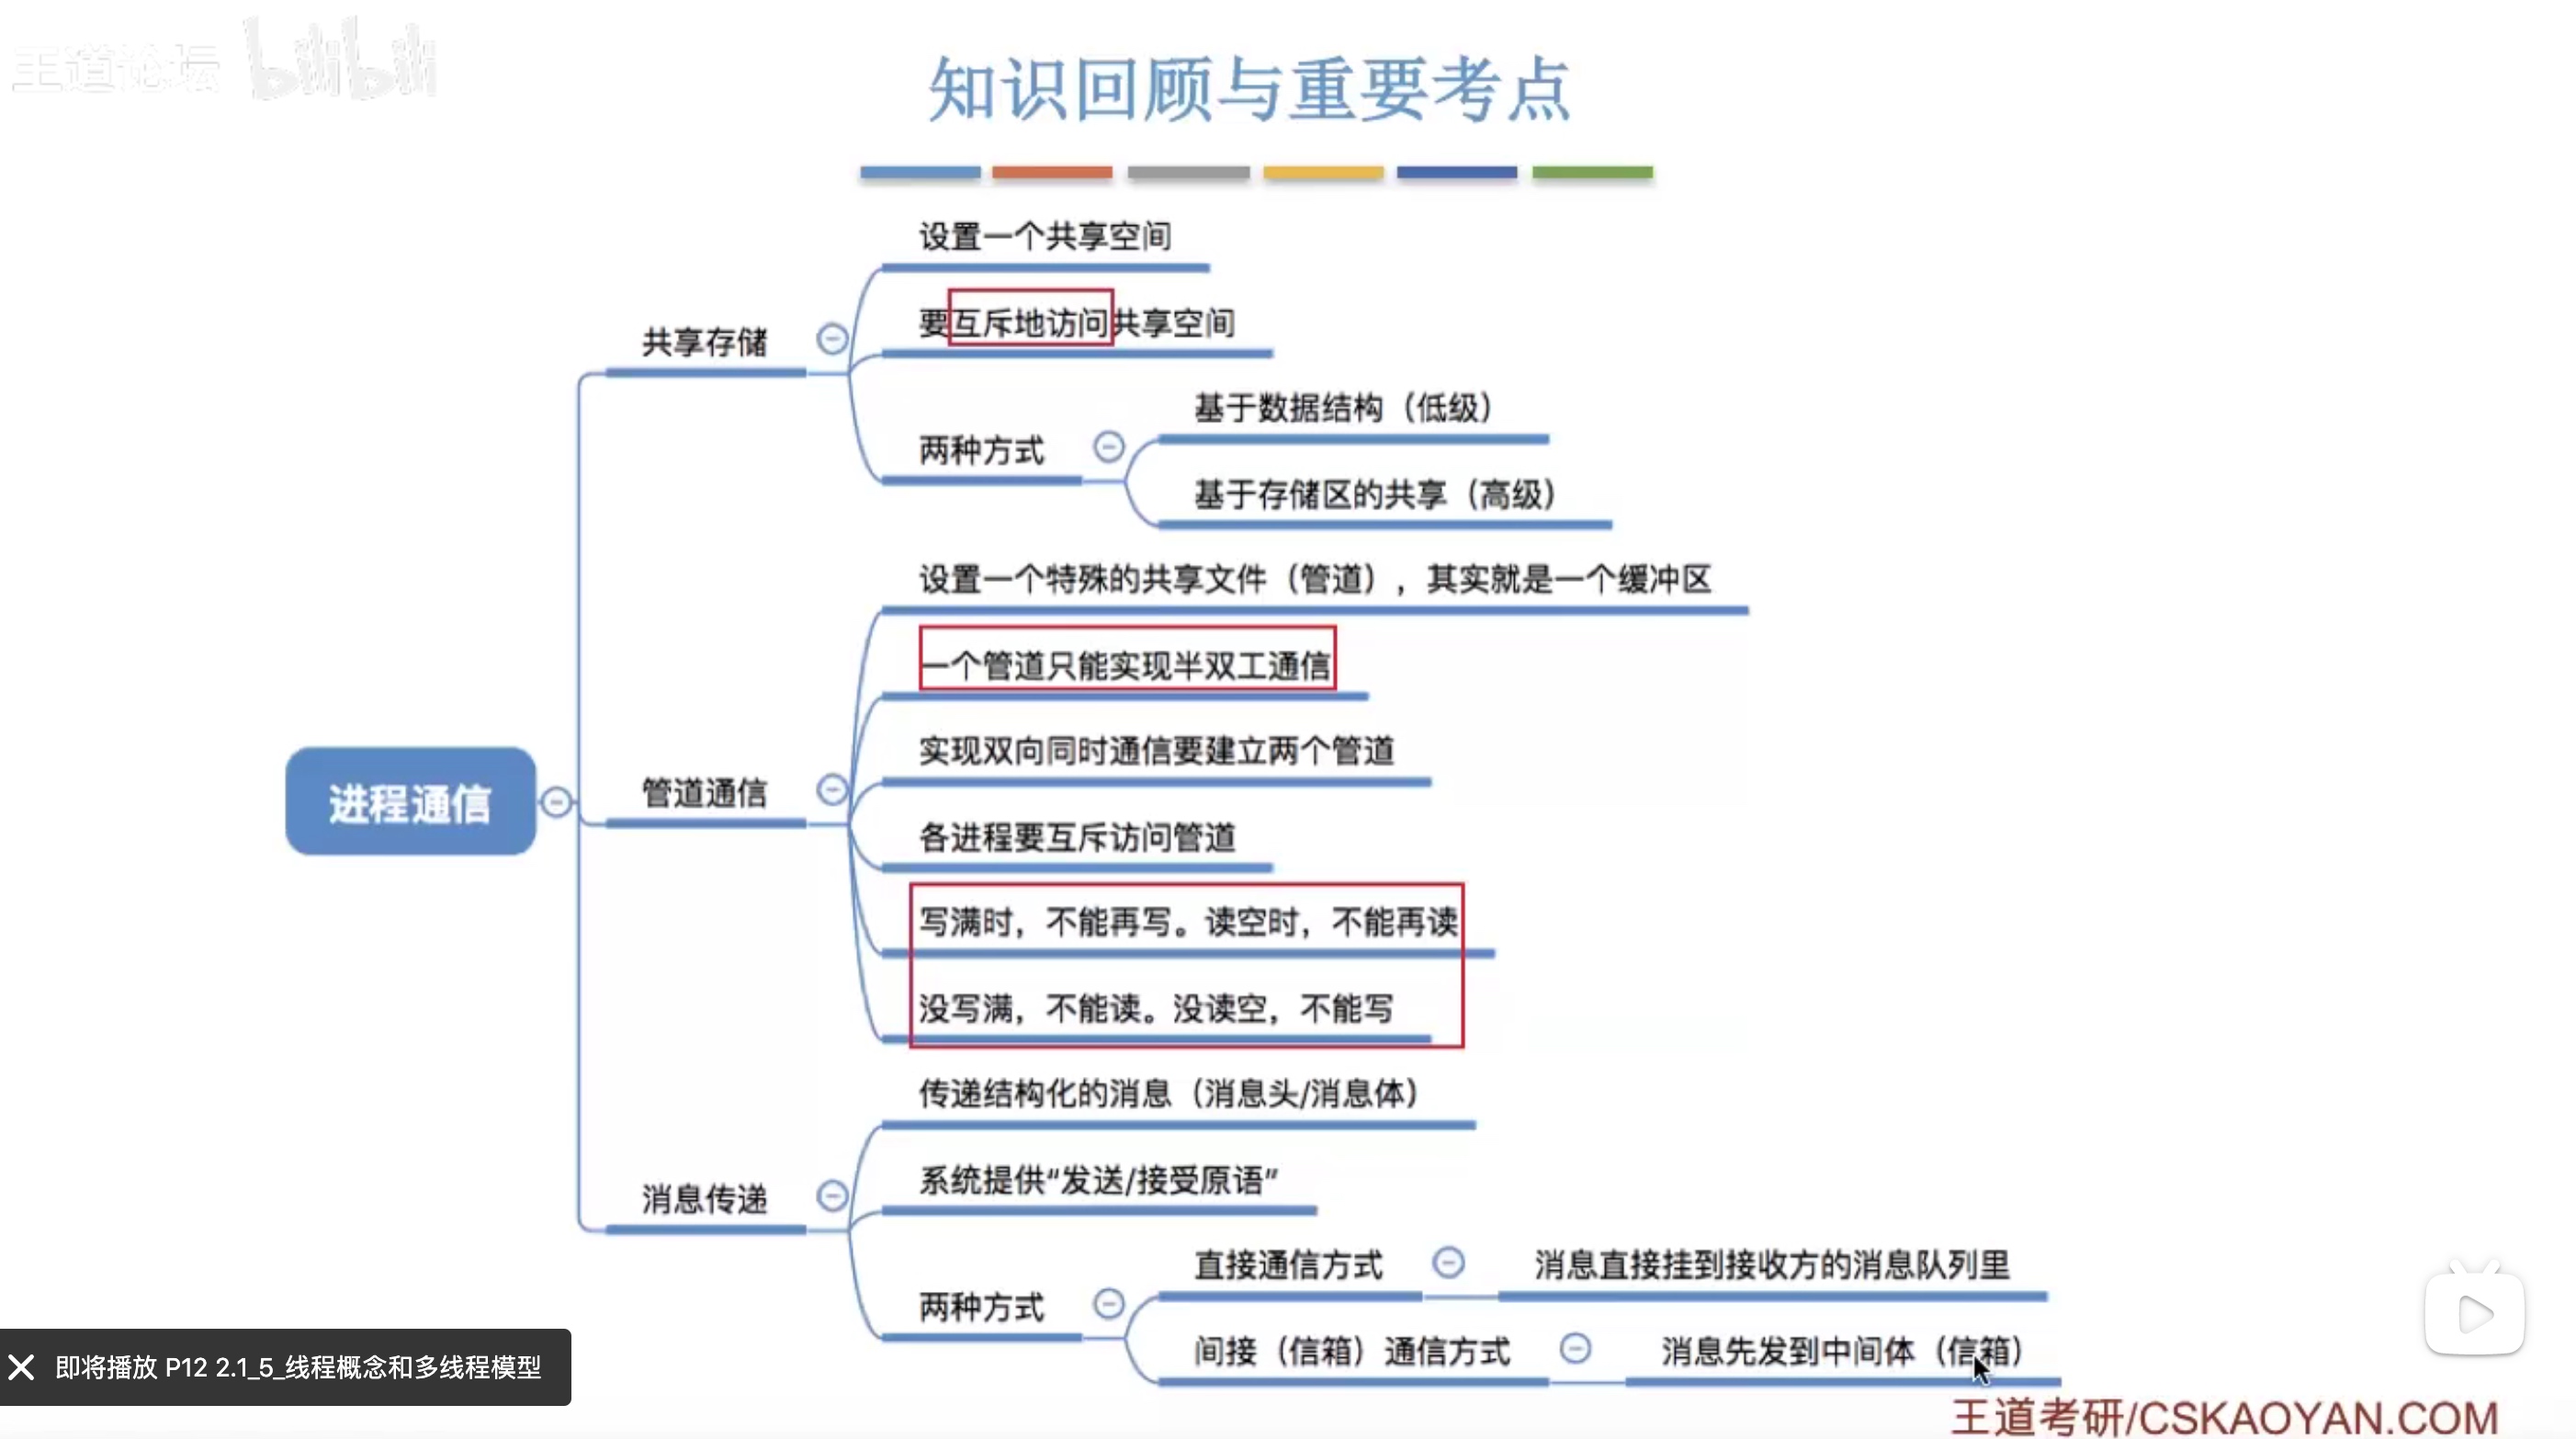 王道论坛 bilibili
知识回顾与重要考点
设置一个共享空间
要互斥地访问共享空间
共享存储
基于数据结构（低级）
两种方式
基于存储区的共享（高级）
设置一个特殊的共享文件（管道），其实就是一个缓冲区
一个管道只能实现半双工通信
实现双向同时通信要建立两个管道
进程通信
管道通信
各进程要互斥访问管道
写满时，不能再写。读空时，不能再读
没写满，不能读。没读空，不能写
传递结构化的消息（消息头/消息体）
系统提供“发送/接受原语”
消息传递
直接通信方式
消息直接挂到接收方的消息队列里
两种方式
间接（信箱）通信方式
消息先发到中间体（信箱）
即将播放 P12 2.1_5_线程概念和多线程模型
王道考研/CSKAOYAN.COM